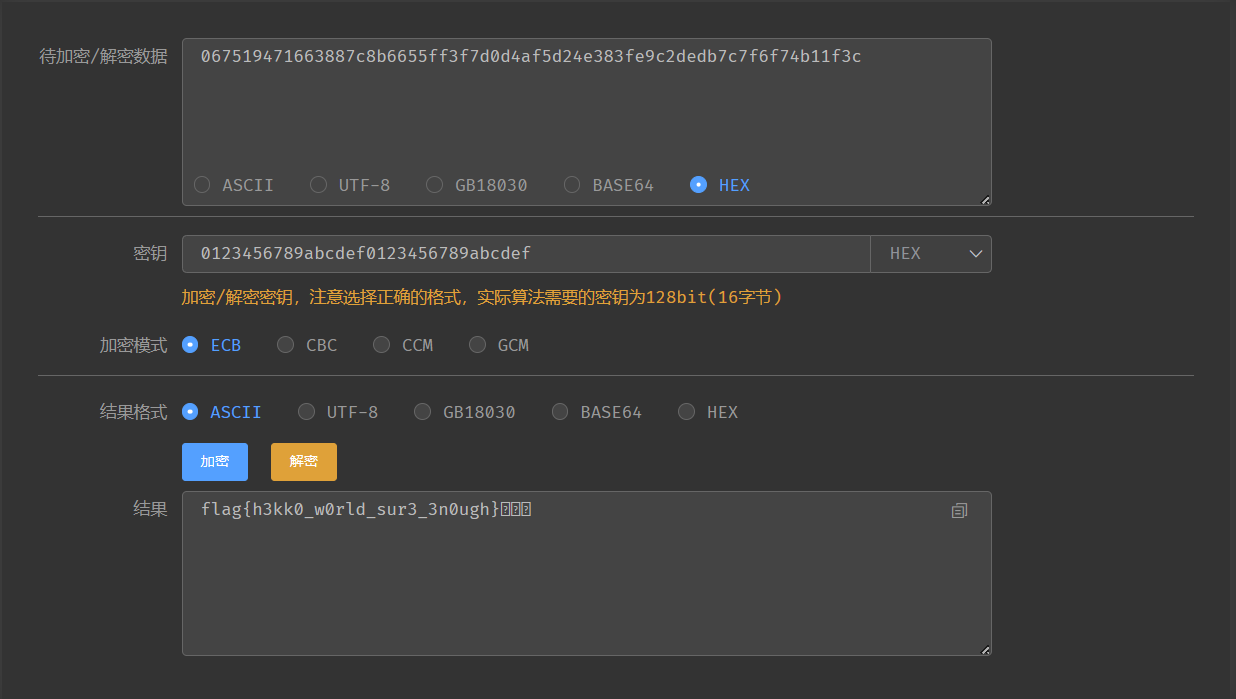 待加密/解密数据 067519471663887c8b6655ff3f7d0d4af5d24e383fe9c2dedb7c7f6f74b11f3c
ASCII UTF-8 GB18030 BASE64 HEX
密钥 0123456789abcdef0123456789abcdef HEX
加密/解密密钥，注意选择正确的格式，实际算法需要的密钥为128bit(16字节)
加密模式 ECB CBC CCM GCM
结果格式 ASCII UTF-8 GB18030 BASE64 HEX
加密 解密
结果 flag{h3kk0_w0rld_sur3_3n0ugh}